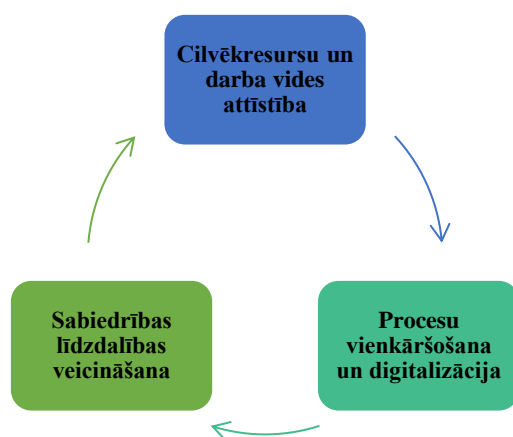 Cilvēkresursu un
darba vides
attīstība
Sabiedrības
līdzdalības
veicināšana
Procesu
vienkāršošana
un digitalizācija